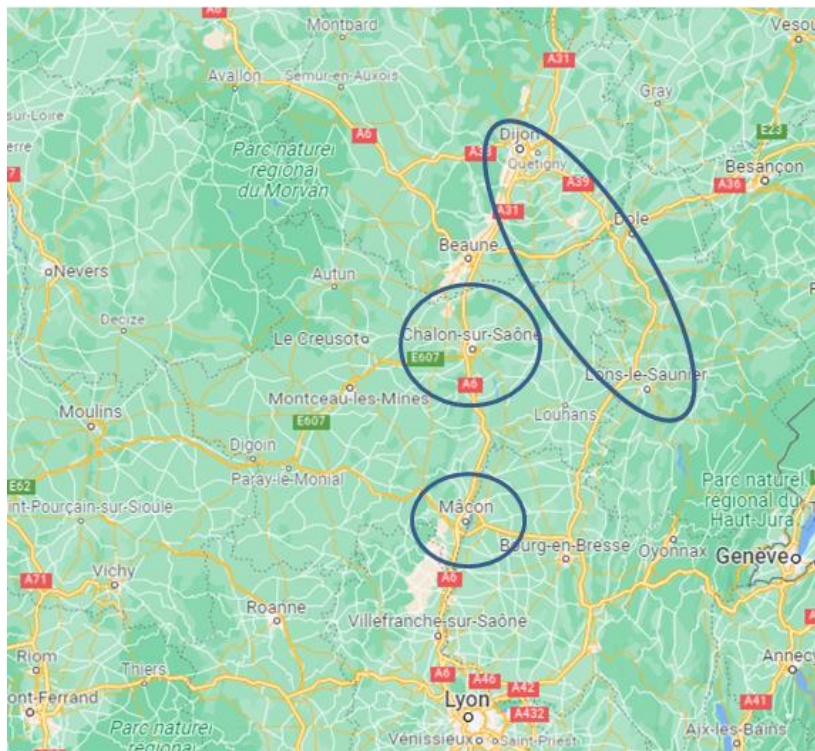 A6
Montbard
Vesou
A31
Avallon
Semur-en-Auxois
Gray
sur-Loire
A6
Dijon
E23
erre
Parc naturel
régional
du Morvan
A38
Quetigny
Besançon
7
A39
A36
A31
Dole
Beaune
Nevers
Autun
Decize
Le Creusot
Chalon-sur-Saône
E607
A6
Lons-le-Saunier
Montceau-les-Mines
Louhans
Moulins
E607
Digoin
Paray-le-Monial
E62
Parc naturel
régional du
Haut-Jura
nt-Pourçain-sur-Sioule
Mâcon
Bourg-en-Bresse
Oyonnax
Genève
A71
Vichy
A6
Roanne
Villefranche-sur-Saône
Riom
Thiers
A6
A46
A42
Annecy
ont-Ferrand
Lyon
A432
A41
Parc naturel
régional
Vénissieux
Saint-Priest
Aix-les-Bains